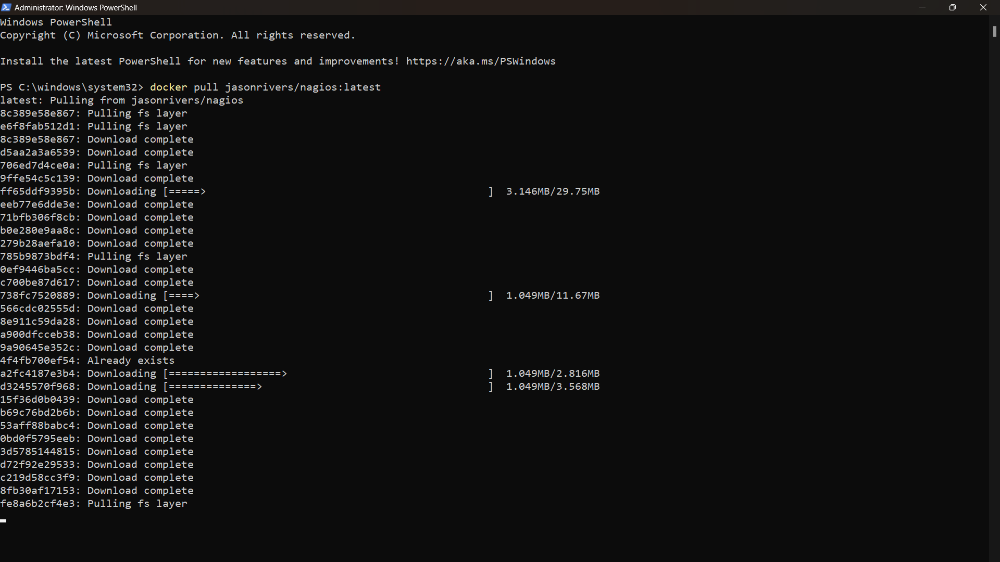 Administrator: Windows PowerShell
Windows PowerShell
Copyright (C) Microsoft Corporation. All rights reserved.
Install the latest PowerShell for new features and improvements! https://aka.ms/PSWindows
PS C:\windows\system32> docker pull jasonrivers/nagios:latest
latest: Pulling from jasonrivers/nagios
8c389e58e867: Pulling fs layer
e6f8fab512d1: Pulling fs layer
8c389e58e867: Download complete
d5aa2a3a6539: Download complete
706ed7d4ce0a: Pulling fs layer
9ffe54c5c139: Download complete
ff65ddf9395b: Downloading [=====>                                             ]  3.146MB/29.75MB
eeb77e6dde3e: Download complete
71bfb306f8cb: Download complete
b0e280e9aa8c: Download complete
279b28aefa10: Download complete
785b9873bdf4: Pulling fs layer
0ef9446ba5cc: Download complete
c700be87d617: Download complete
738fc7520889: Downloading [====>                                              ]  1.049MB/11.67MB
566cdc02555d: Download complete
8e911c59da28: Download complete
a900dfcceb38: Download complete
9a90645e352c: Download complete
4f4fb700ef54: Already exists
a2fc4187e3b4: Downloading [==================>                                ]  1.049MB/2.816MB
d3245570f968: Downloading [==============>                                    ]  1.049MB/3.568MB
15f36d0b0439: Download complete
b69c76bd2b6b: Download complete
53aff88babc4: Download complete
0bd0f5795eeb: Download complete
3d5785144815: Download complete
d72f92e29533: Download complete
c219d58cc3f9: Download complete
8fb30af17153: Download complete
fe8a6b2cf4e3: Pulling fs layer